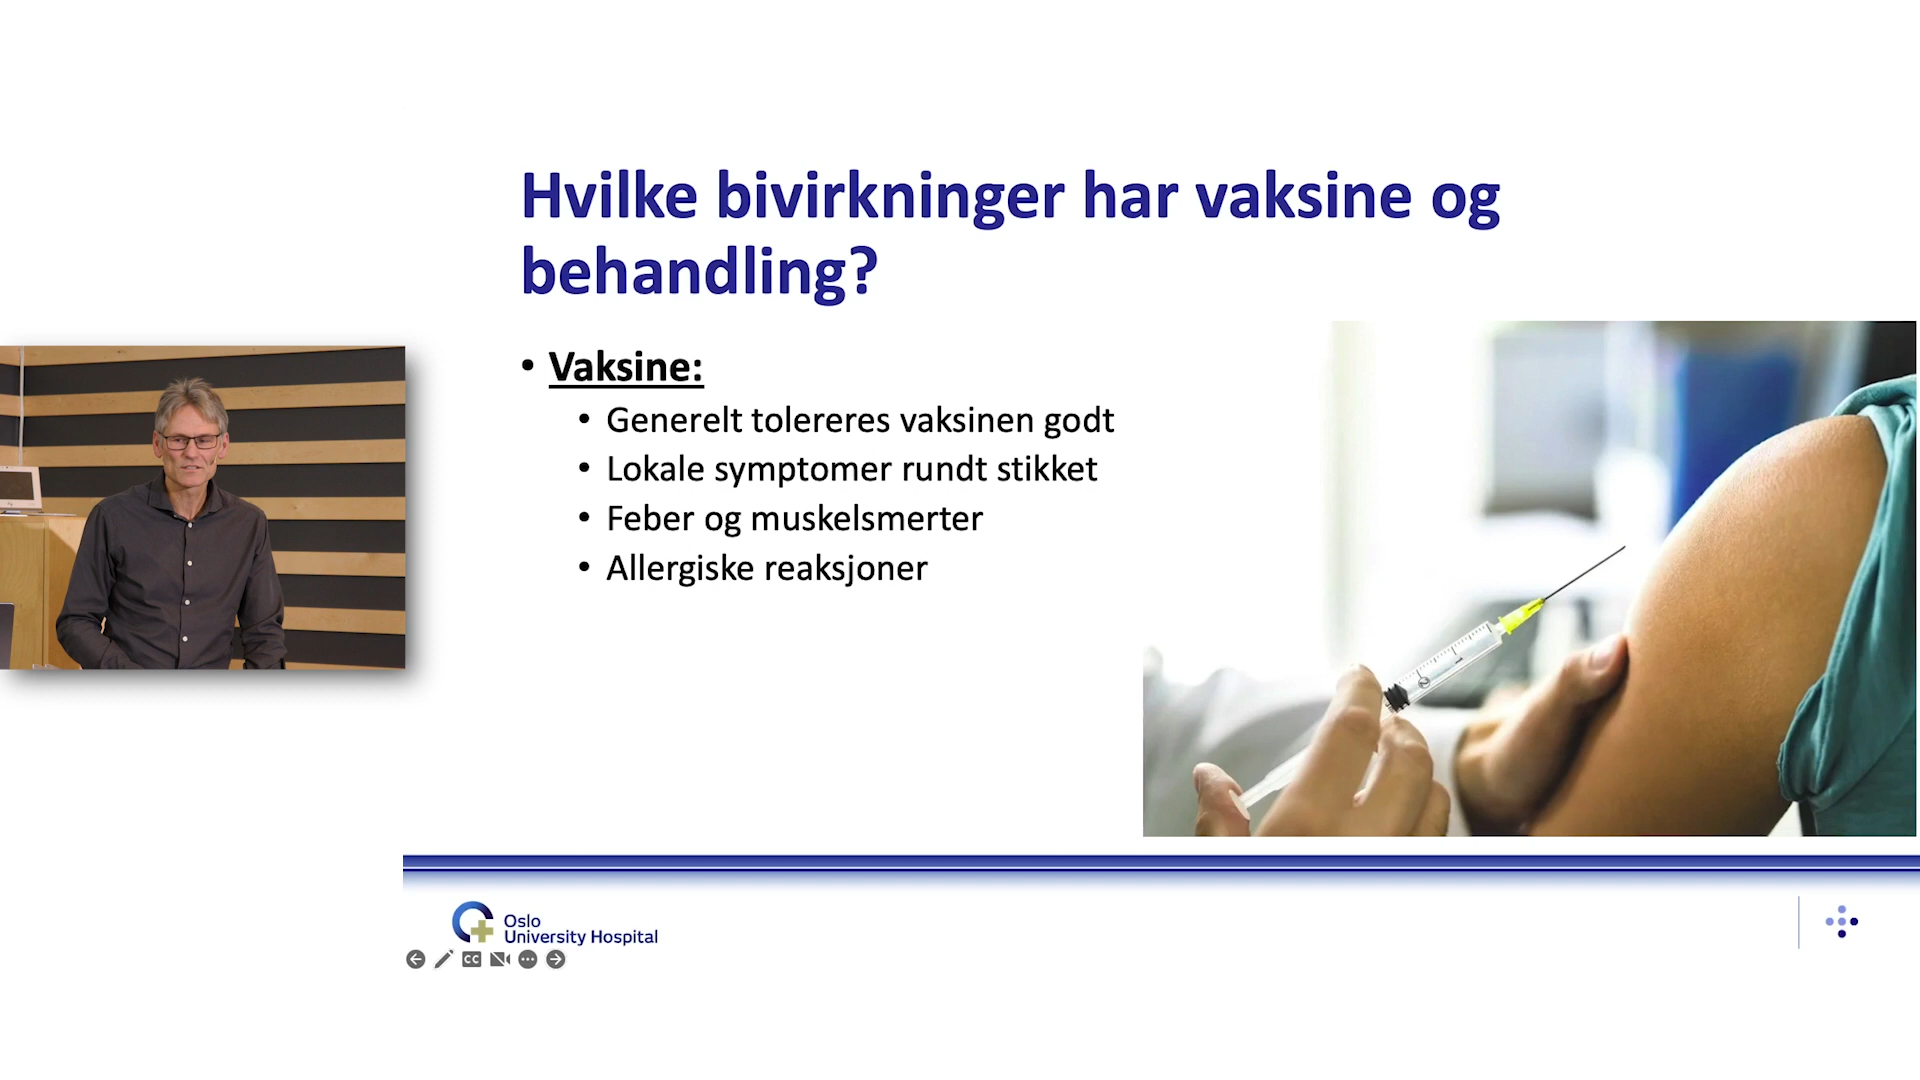 Hvilke bivirkninger har vaksine og
behandling?
• Vaksine:
• Generelt tolereres vaksinen godt
• Lokale symptomer rundt stikket
• Feber og muskelsmerter
• Allergiske reaksjoner
Oslo
University Hospital
CC